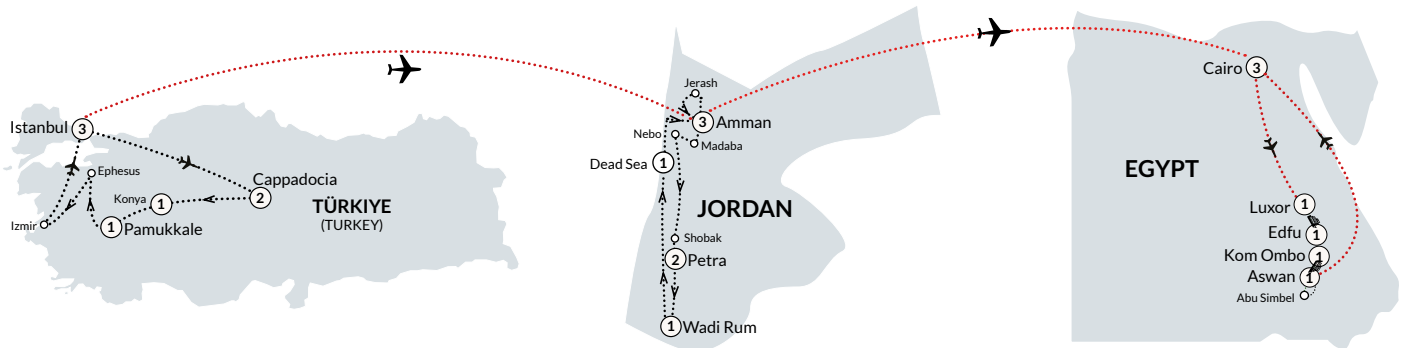 Istanbul 3
Ephesus
Cappadocia
2
Konya 1
TÜRKIYE
(TURKEY)
Izmir
1 Pamukkale
Jerash
3 Amman
Nebo
Madaba
Dead Sea 1
JORDAN
Shobak
2 Petra
1 Wadi Rum
Cairo 3
EGYPT
Luxor 1
Edfu 1
Kom Ombo 1
Aswan 1
Abu Simbel